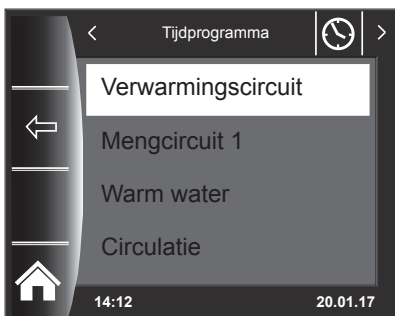 Tijdprogramma
Verwarmingscircuit
Mengcircuit 1
Warm water
Circulatie
14:12 20.01.17